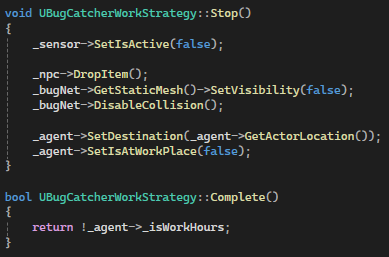 void UBugCatcherWorkStrategy::Stop()
{
    _sensor->SetIsActive(false);

    _npc->DropItem();
    _bugNet->GetStaticMesh()->SetVisibility(false);
    _bugNet->DisableCollision();

    _agent->SetDestination(_agent->GetActorLocation());
    _agent->SetIsAtWorkPlace(false);
}

bool UBugCatcherWorkStrategy::Complete()
{
    return !_agent->_isWorkHours;
}